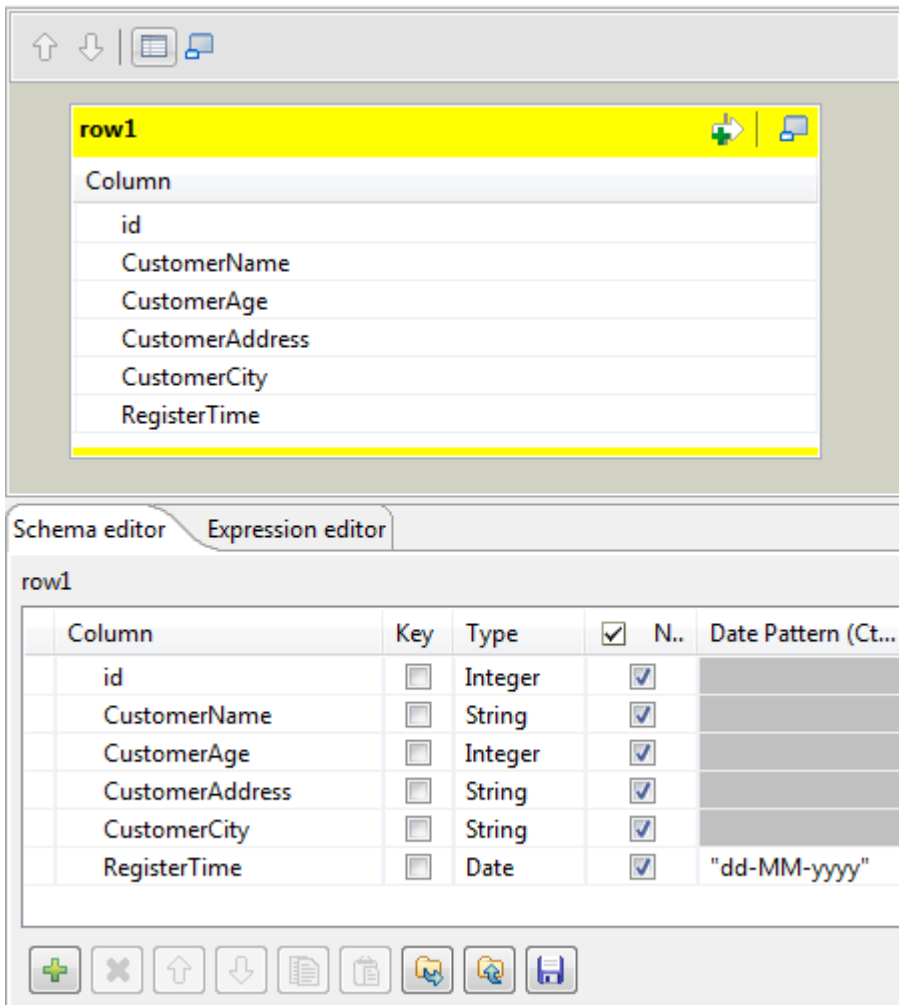 row1
Column
id
CustomerName
CustomerAge
CustomerAddress
CustomerCity
RegisterTime
Schema editor Expression editor
row1
Column Key Type N.. Date Pattern (Ct...
id Integer
CustomerName String
CustomerAge Integer
CustomerAddress String
CustomerCity String
RegisterTime Date "dd-MM-yyyy"